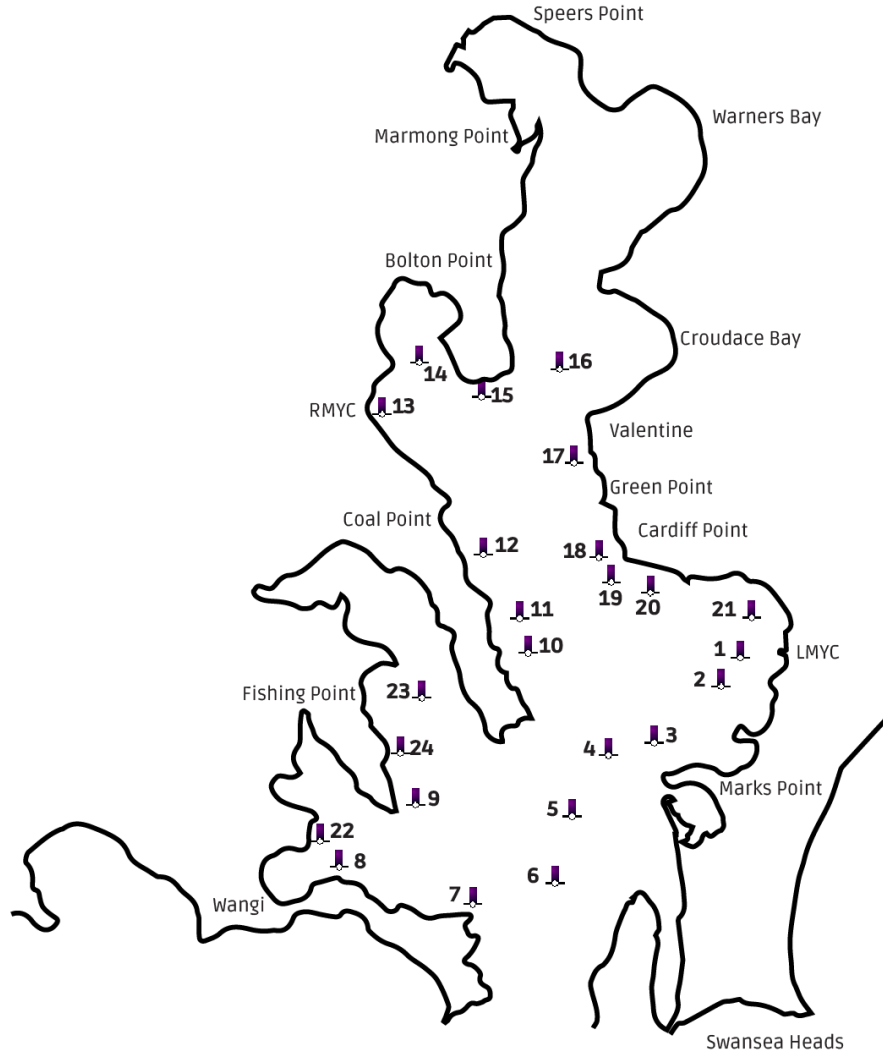 Speers Point
Warners Bay
Marmong Point
Bolton Point
Croudace Bay
16
14
15
RMYC
13
Valentine
17
Green Point
Coal Point
Cardiff Point
12
18
19
20
11
21
10
1
LMYC
2
23
Fishing Point
3
24
4
Marks Point
9
5
22
8
6
7
Wangi
Swansea Heads